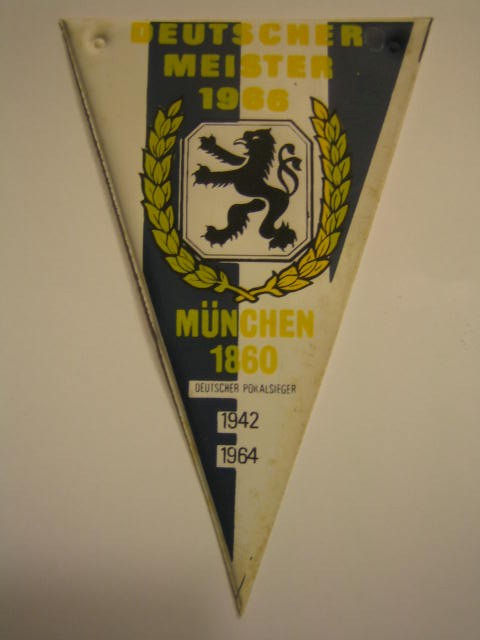 DEUTSCHER
MEISTER
1966
MÜNCHEN
1860
DEUTSCHER POKALSIEGER
1942
1964